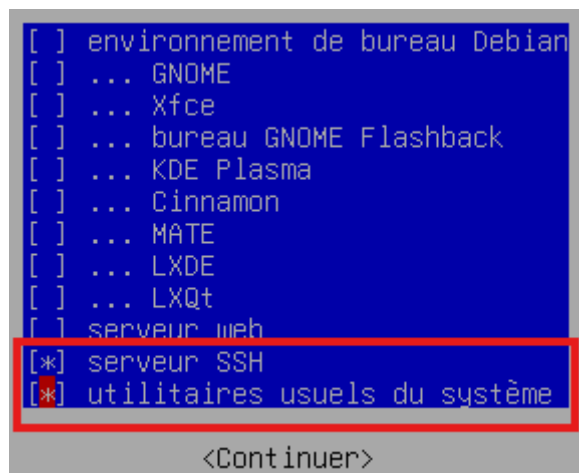 [ ] environnement de bureau Debian
[ ] ... GNOME
[ ] ... Xfce
[ ] ... bureau GNOME Flashback
[ ] ... KDE Plasma
[ ] ... Cinnamon
[ ] ... MATE
[ ] ... LXDE
[ ] ... LXQt
[ ] serveur web
[*] serveur SSH
[*] utilitaires usuels du système
<Continuer>